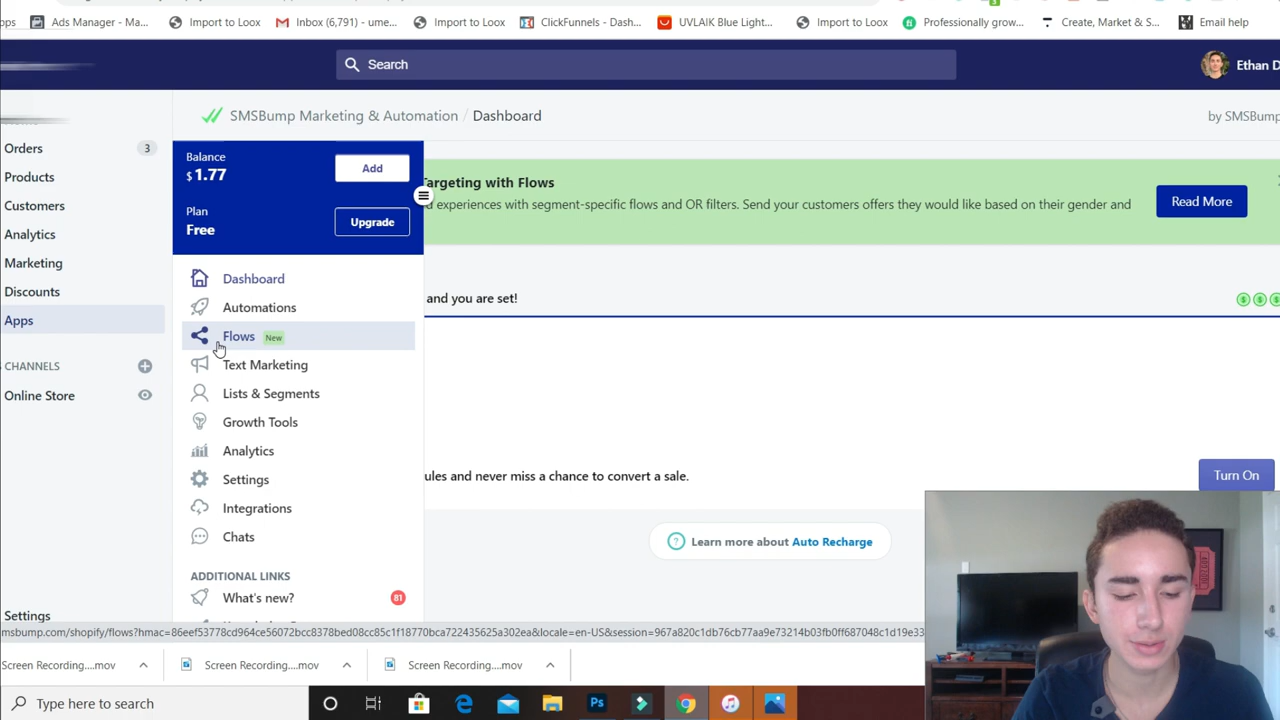 Ads Manager - Ma...
Import to Loox
Inbox (6,791) - ume...
Import to Loox
ClickFunnels - Dash...
UVLAIK Blue Light...
Import to Loox
Professionally grow...
Create, Market & S...
Email help
Search
Ethan D
SMSBump Marketing & Automation / Dashboard
by SMSBump
Orders 3
Products
Customers
Analytics
Marketing
Discounts
Apps
CHANNELS
Online Store
Settings
Balance
$1.77
Add
Plan
Free
Upgrade
Dashboard
Automations
Flows New
Text Marketing
Lists & Segments
Growth Tools
Analytics
Settings
Integrations
Chats
ADDITIONAL LINKS
What's new? 81
Targeting with Flows
d experiences with segment-specific flows and OR filters. Send your customers offers they would like based on their gender and
Read More
and you are set!
ules and never miss a chance to convert a sale.
Turn On
Learn more about Auto Recharge
msbump.com/shopify/flows?hmac=86eef53778cd964ce56072bcc8378bed08cc85c1f18770bca722435625a302ea&locale=en-US&session=967a820c1db76cb77aa9e73214b03fb0ff687048c1d19e33
Screen Recording....mov
Screen Recording....mov
Screen Recording....mov
Type here to search